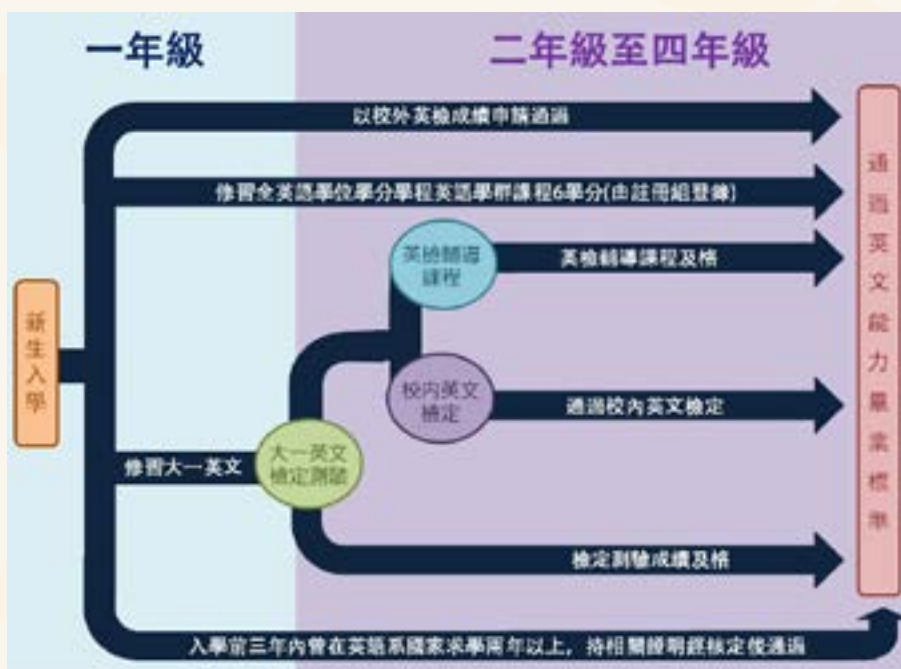 一年級
二年級至四年級
以校外英檢成績申請通過
修習全英語學位學分學程英語學群課程6學分(由註冊組登錄)
英檢輔導
課程
英檢輔導課程及格
新生入學
校內英文
檢定
通過校內英文檢定
修習大一英文
大一英文
檢定測驗
檢定測驗成績及格
入學前三年內曾在英語系國家求學兩年以上，持相關證明經核定後通過
通過英文能力畢業標準